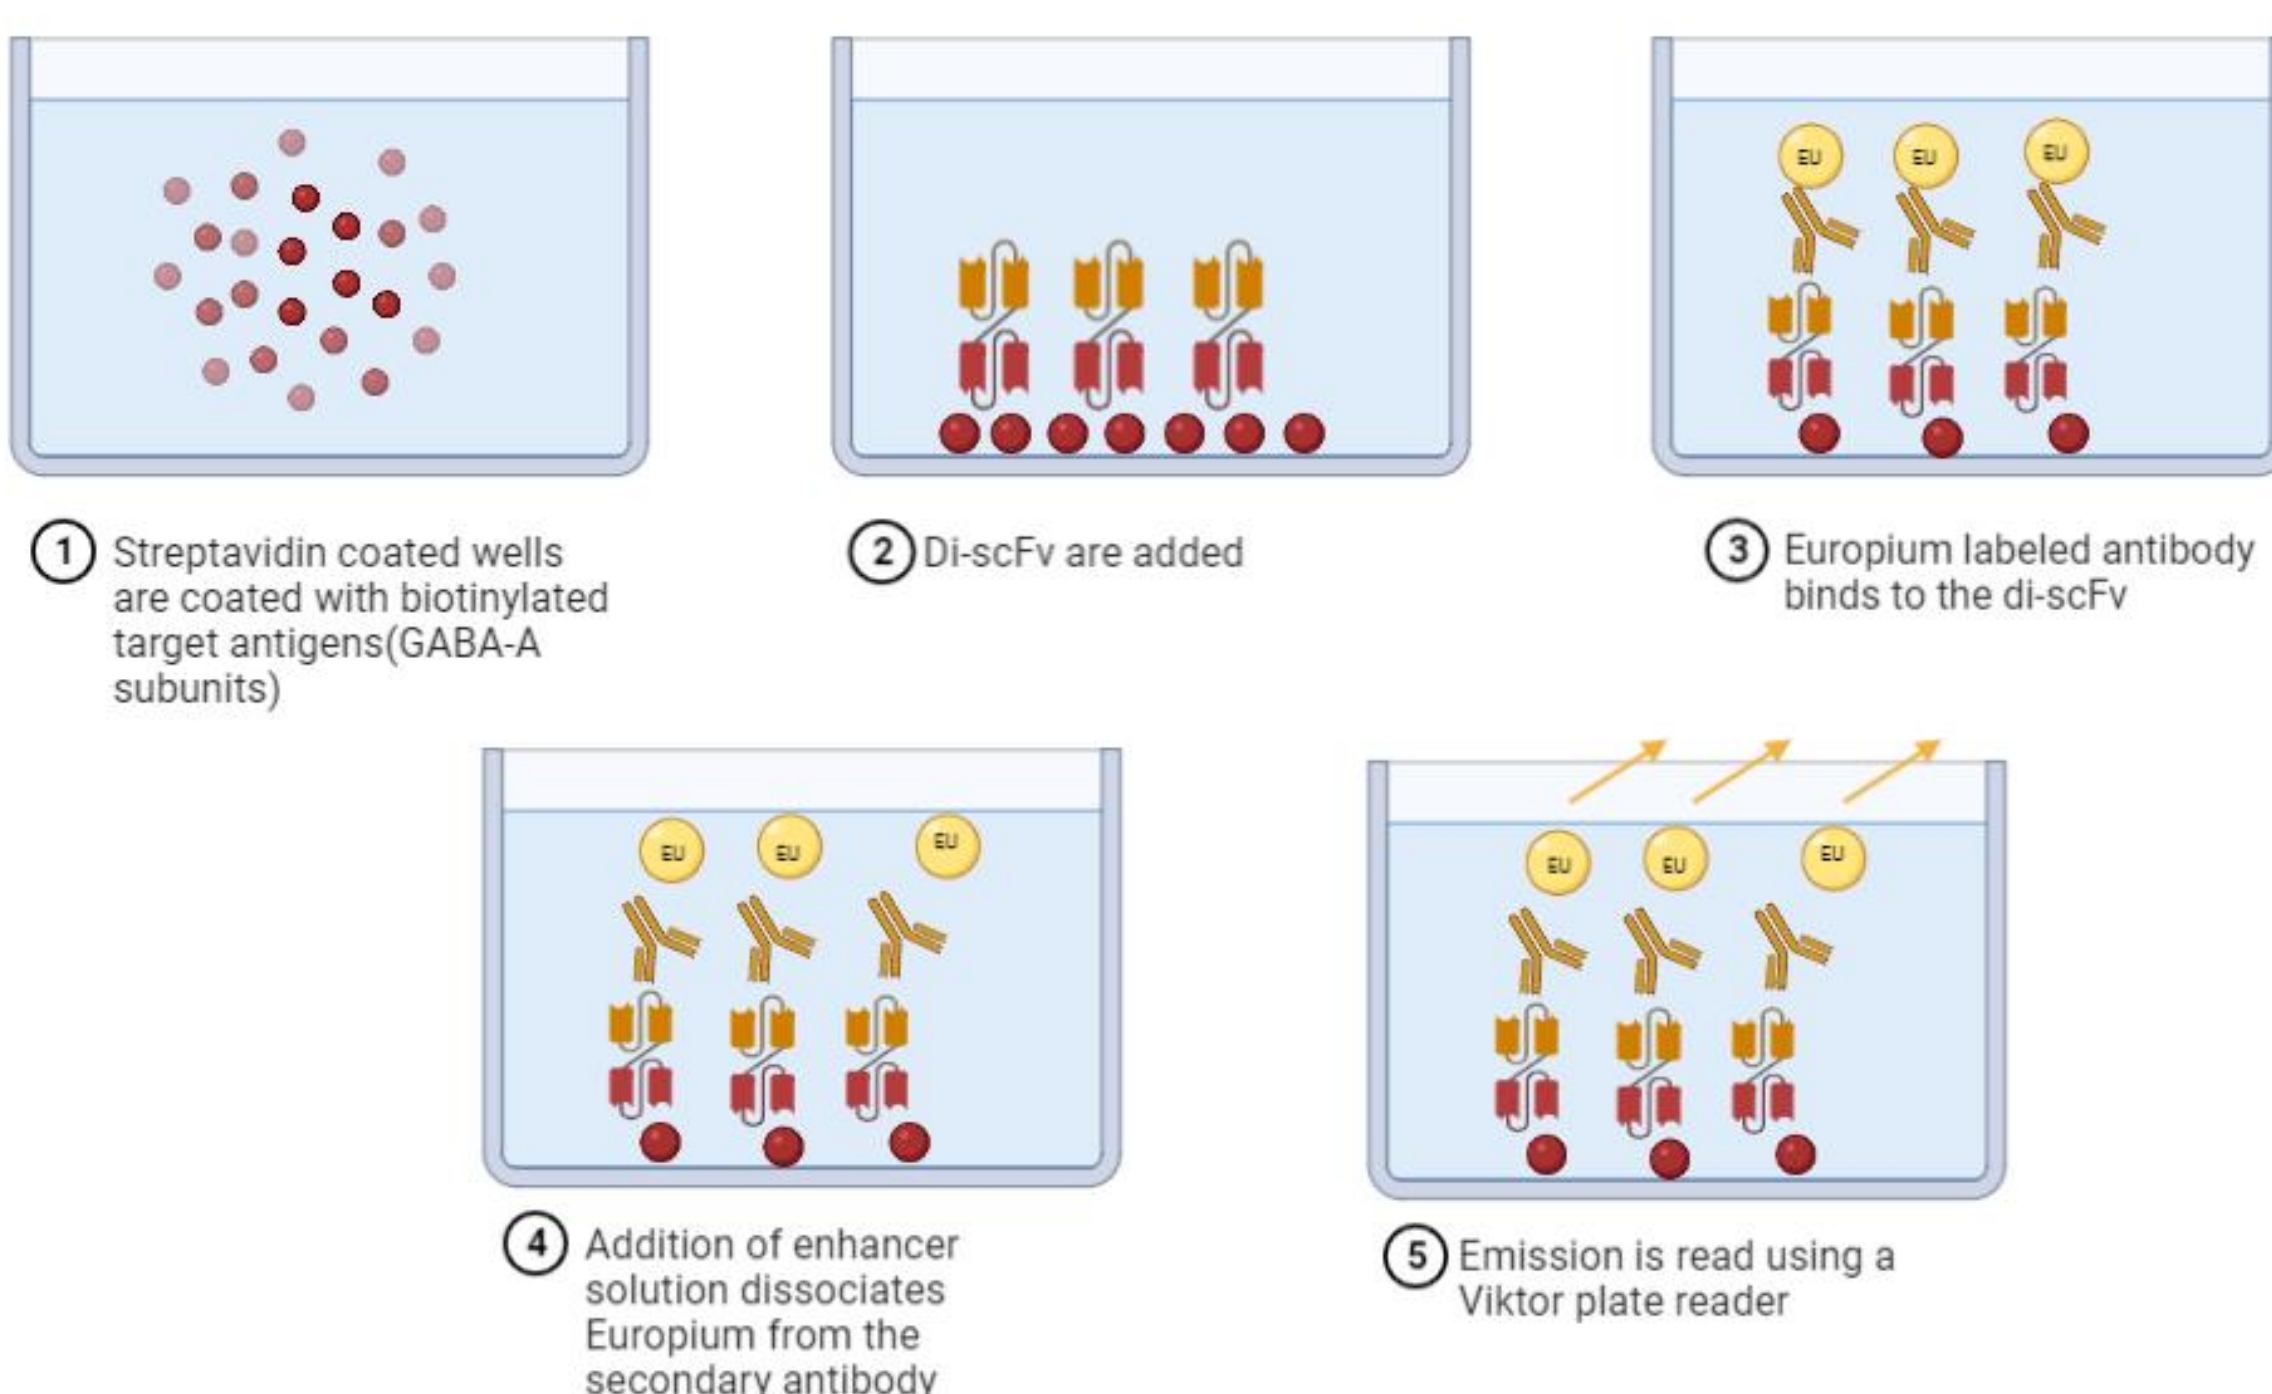 EU EU EU
1 Streptavidin coated wells
are coated with biotinylated
target antigens(GABA-A
subunits)
2 Di-scFv are added
3 Europium labeled antibody
binds to the di-scFv
EU EU EU
EU EU EU
4 Addition of enhancer
solution dissociates
Europium from the
secondary antibody
5 Emission is read using a
Viktor plate reader